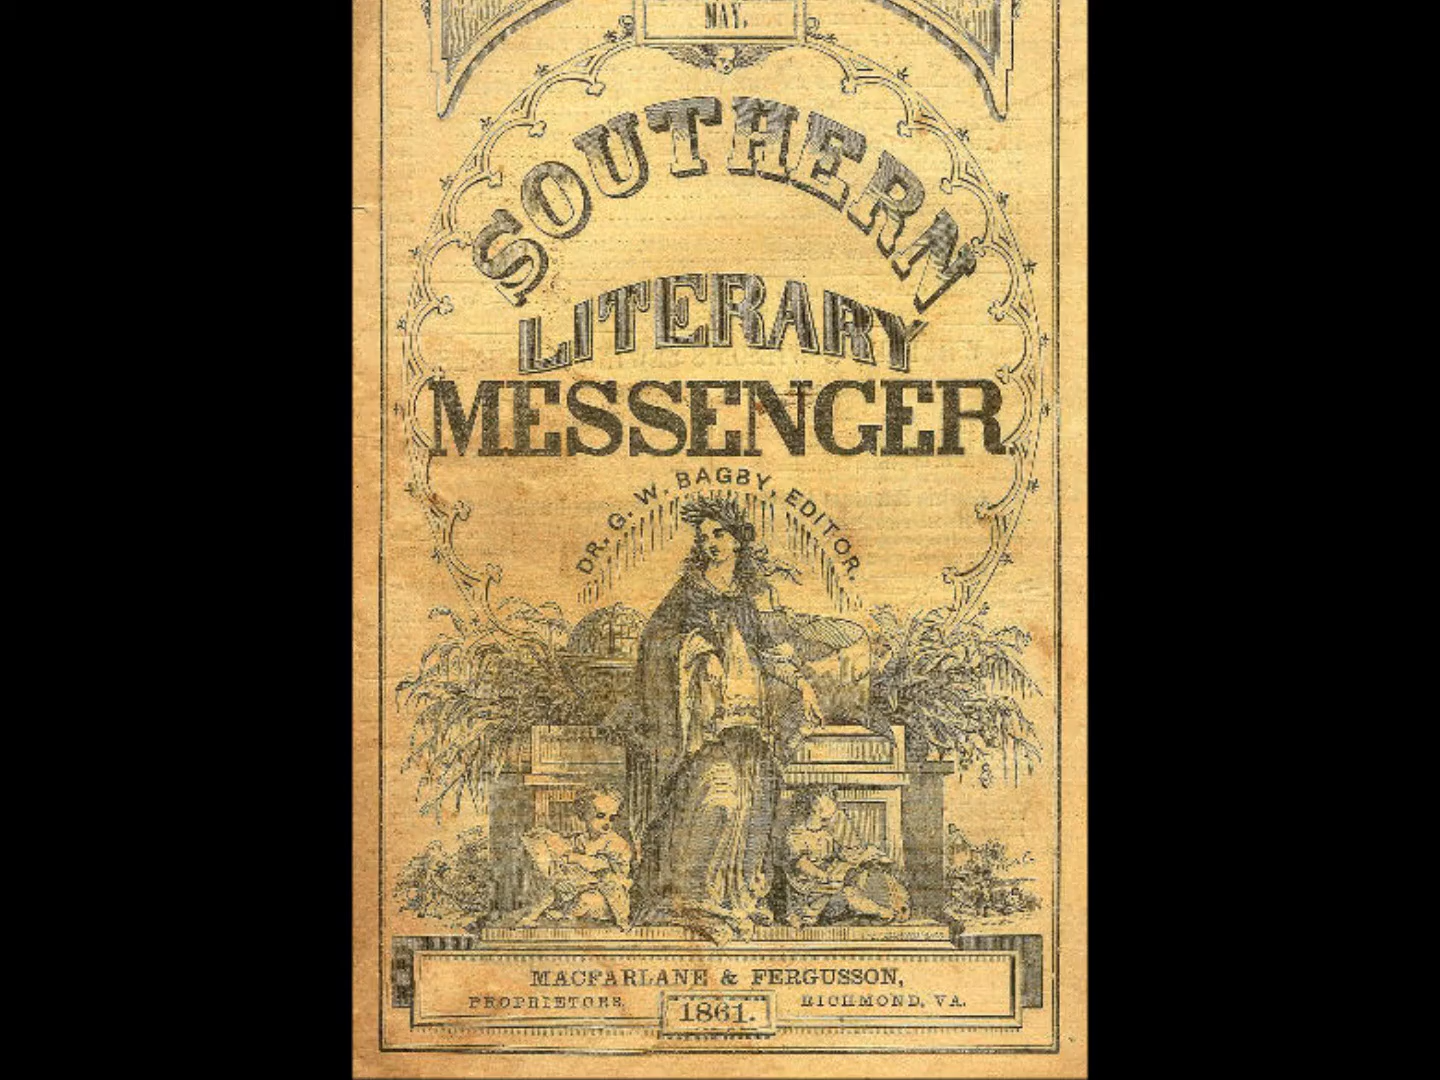 MAY.
SOUTHERN
LITERARY
MESSENGER.
DR. G. W. BAGBY, EDITOR.
MACFARLANE & FERGUSSON,
PROPRIETORS. RICHMOND, VA.
1861.